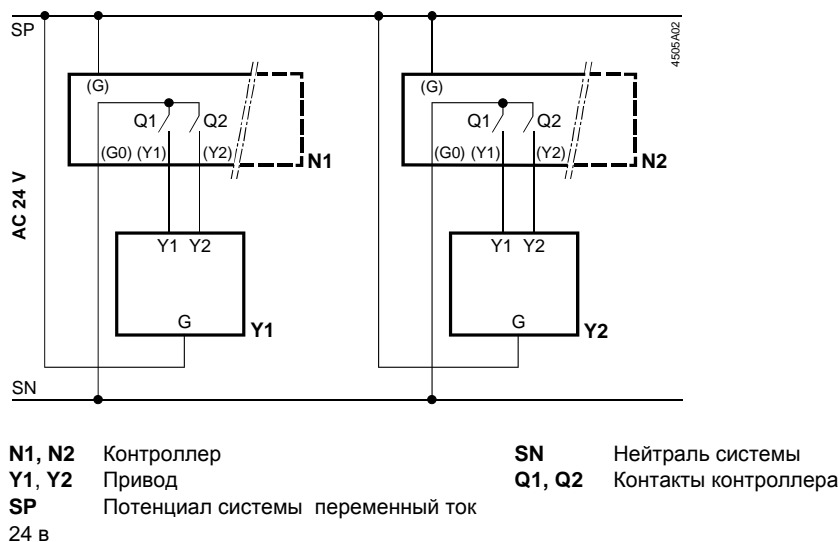 SP
4505A02
(G)
(G)
Q1
Q2
Q1
Q2
(G0) (Y1)
(Y2)
N1
(G0) (Y1)
(Y2)
N2
AC 24 V
Y1 Y2
Y1 Y2
G
Y1
G
Y2
SN
N1, N2 Контроллер
SN Нейтраль системы
Y1, Y2 Привод
Q1, Q2 Контакты контроллера
SP Потенциал системы переменный ток
24 в